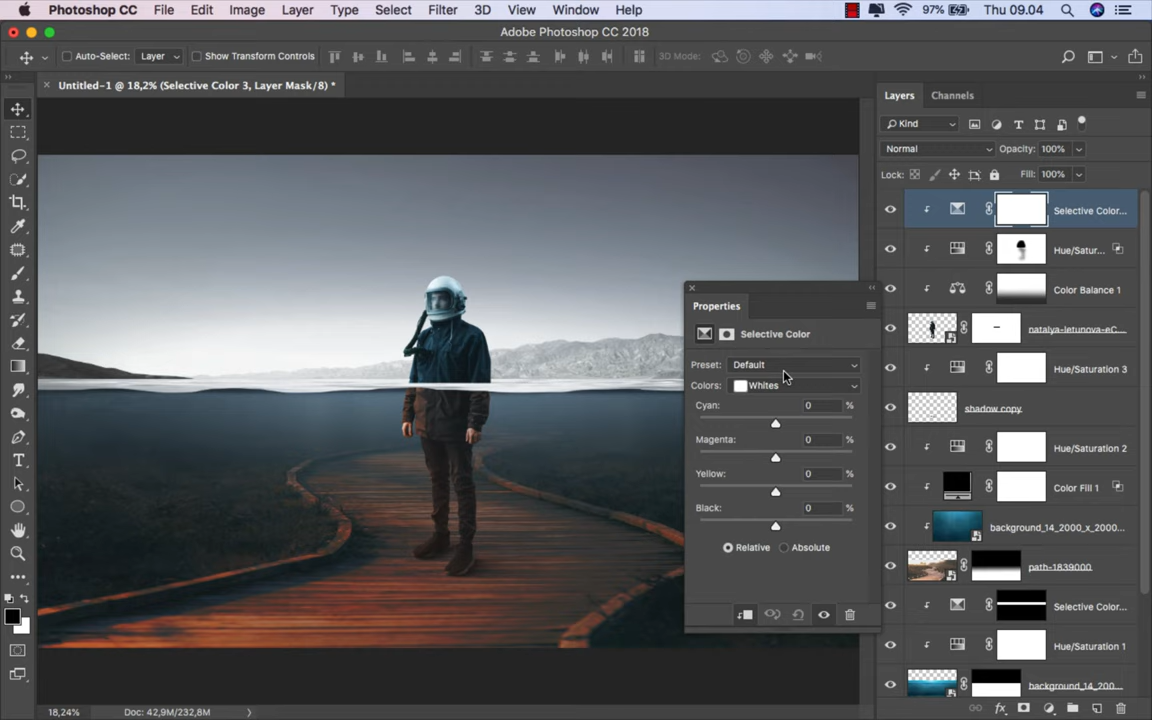 Photoshop CC File Edit Image Layer Type Select Filter 3D View Window Help 97% Thu 09.04
Adobe Photoshop CC 2018
Auto-Select: Layer Show Transform Controls 3D Mode:
Untitled-1 @ 18,2% (Selective Color 3, Layer Mask/8) *
Layers Channels
Kind
Normal Opacity: 100%
Lock: Fill: 100%
Selective Color...
Hue/Satur...
Color Balance 1
natalya-letunova-eC...
Hue/Saturation 3
shadow copy
Hue/Saturation 2
Color Fill 1
background_14_2000_x_2000...
path-1839000
Selective Color...
Hue/Saturation 1
background_14_200...
Properties
Selective Color
Preset: Default
Colors: Whites
Cyan: 0 %
Magenta: 0 %
Yellow: 0 %
Black: 0 %
Relative Absolute
18,24% Doc: 42,9M/232,8M